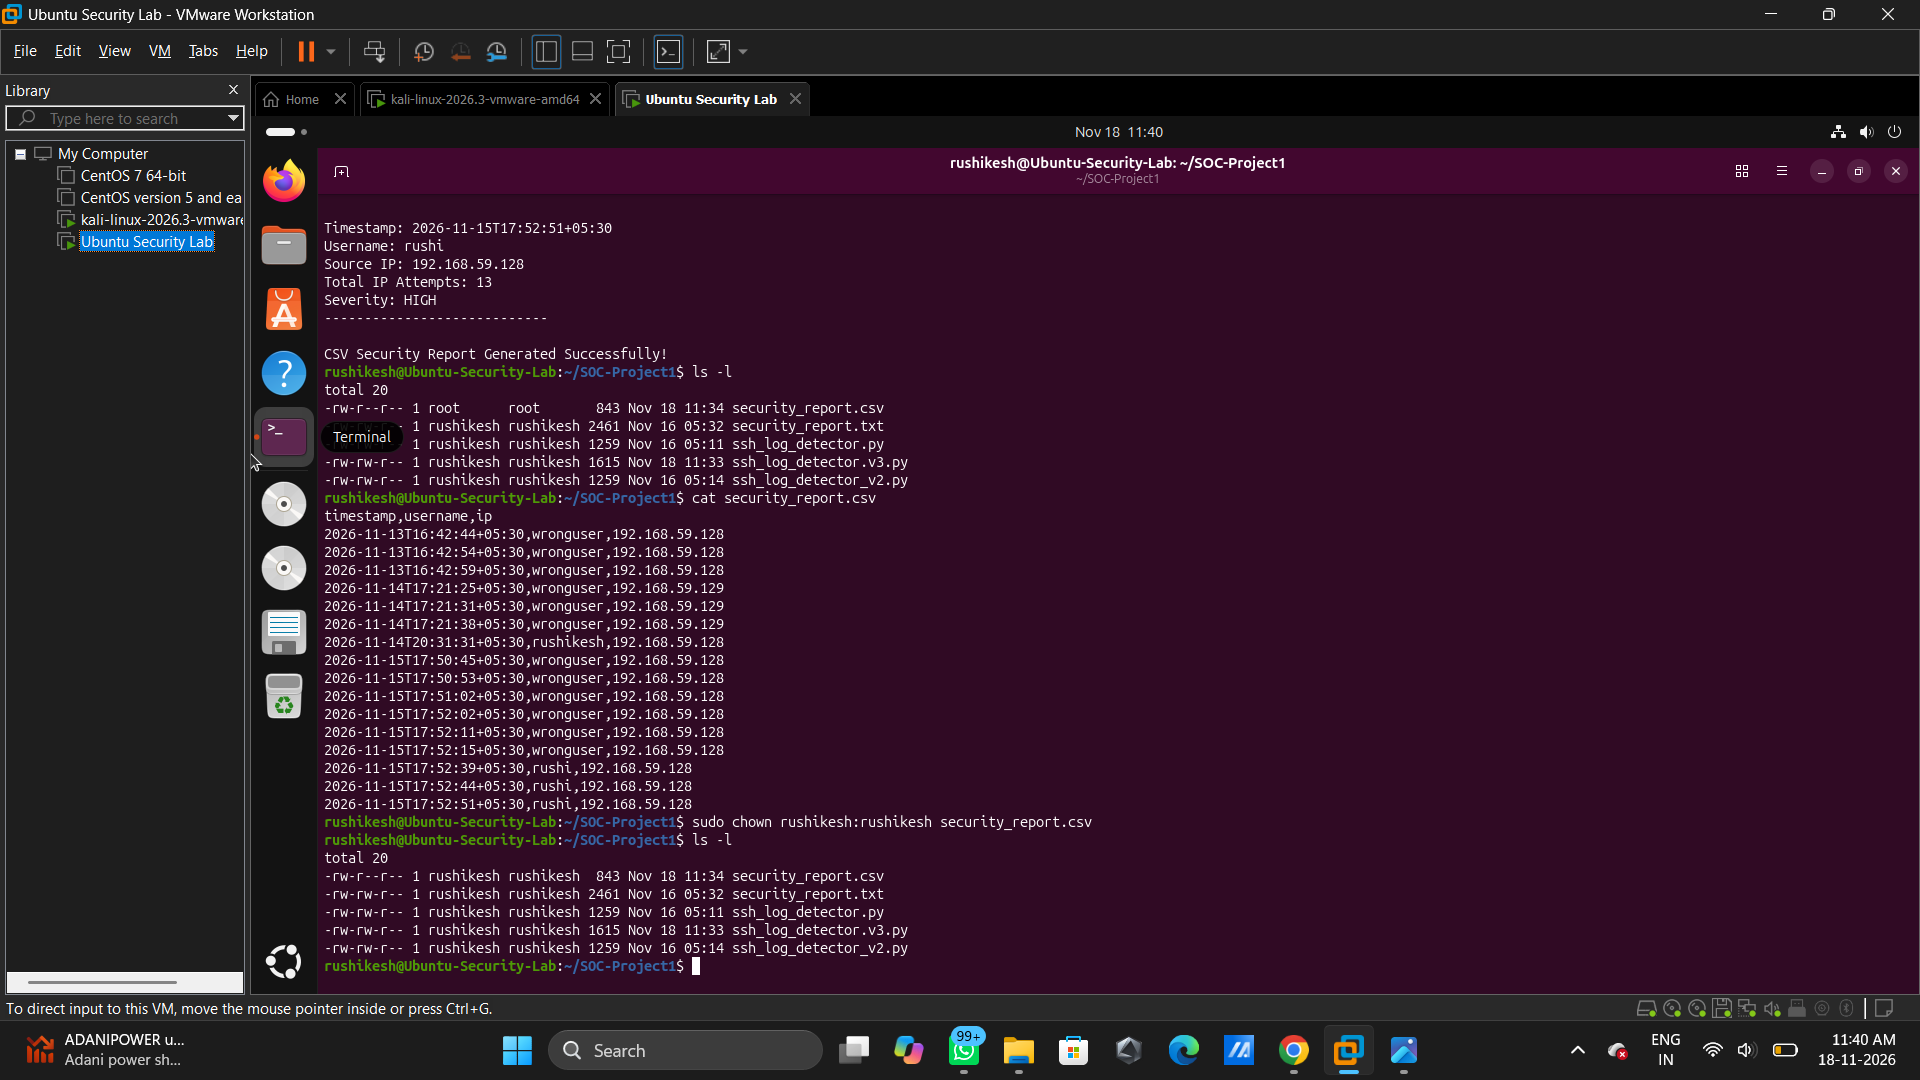 Ubuntu Security Lab - VMware Workstation
File Edit View VM Tabs Help
Library
Type here to search
My Computer
CentOS 7 64-bit
CentOS version 5 and ea
kali-linux-2026.3-vmware
Ubuntu Security Lab
Home
kali-linux-2026.3-vmware-amd64
Ubuntu Security Lab
Nov 18 11:40
rushikesh@Ubuntu-Security-Lab: ~/SOC-Project1
~/SOC-Project1
Timestamp: 2026-11-15T17:52:51+05:30
Username: rushi
Source IP: 192.168.59.128
Total IP Attempts: 13
Severity: HIGH
----------------------------
CSV Security Report Generated Successfully!
rushikesh@Ubuntu-Security-Lab:~/SOC-Project1$ ls -l
total 20
-rw-r--r-- 1 root      root       843 Nov 18 11:34 security_report.csv
1 rushikesh rushikesh 2461 Nov 16 05:32 security_report.txt
Terminal
1 rushikesh rushikesh 1259 Nov 16 05:11 ssh_log_detector.py
-rw-rw-r-- 1 rushikesh rushikesh 1615 Nov 18 11:33 ssh_log_detector.v3.py
-rw-rw-r-- 1 rushikesh rushikesh 1259 Nov 16 05:14 ssh_log_detector_v2.py
rushikesh@Ubuntu-Security-Lab:~/SOC-Project1$ cat security_report.csv
timestamp,username,ip
2026-11-13T16:42:44+05:30,wronguser,192.168.59.128
2026-11-13T16:42:54+05:30,wronguser,192.168.59.128
2026-11-13T16:42:59+05:30,wronguser,192.168.59.128
2026-11-14T17:21:25+05:30,wronguser,192.168.59.129
2026-11-14T17:21:31+05:30,wronguser,192.168.59.129
2026-11-14T17:21:38+05:30,wronguser,192.168.59.129
2026-11-14T20:31:31+05:30,rushikesh,192.168.59.128
2026-11-15T17:50:45+05:30,wronguser,192.168.59.128
2026-11-15T17:50:53+05:30,wronguser,192.168.59.128
2026-11-15T17:51:02+05:30,wronguser,192.168.59.128
2026-11-15T17:52:02+05:30,wronguser,192.168.59.128
2026-11-15T17:52:11+05:30,wronguser,192.168.59.128
2026-11-15T17:52:15+05:30,wronguser,192.168.59.128
2026-11-15T17:52:39+05:30,rushi,192.168.59.128
2026-11-15T17:52:44+05:30,rushi,192.168.59.128
2026-11-15T17:52:51+05:30,rushi,192.168.59.128
rushikesh@Ubuntu-Security-Lab:~/SOC-Project1$ sudo chown rushikesh:rushikesh security_report.csv
rushikesh@Ubuntu-Security-Lab:~/SOC-Project1$ ls -l
total 20
-rw-r--r-- 1 rushikesh rushikesh  843 Nov 18 11:34 security_report.csv
-rw-rw-r-- 1 rushikesh rushikesh 2461 Nov 16 05:32 security_report.txt
-rw-rw-r-- 1 rushikesh rushikesh 1259 Nov 16 05:11 ssh_log_detector.py
-rw-rw-r-- 1 rushikesh rushikesh 1615 Nov 18 11:33 ssh_log_detector.v3.py
-rw-rw-r-- 1 rushikesh rushikesh 1259 Nov 16 05:14 ssh_log_detector_v2.py
rushikesh@Ubuntu-Security-Lab:~/SOC-Project1$
To direct input to this VM, move the mouse pointer inside or press Ctrl+G.
ADANIPOWER u...
Adani power sh...
Search
99+
ENG
IN
11:40 AM
18-11-2026